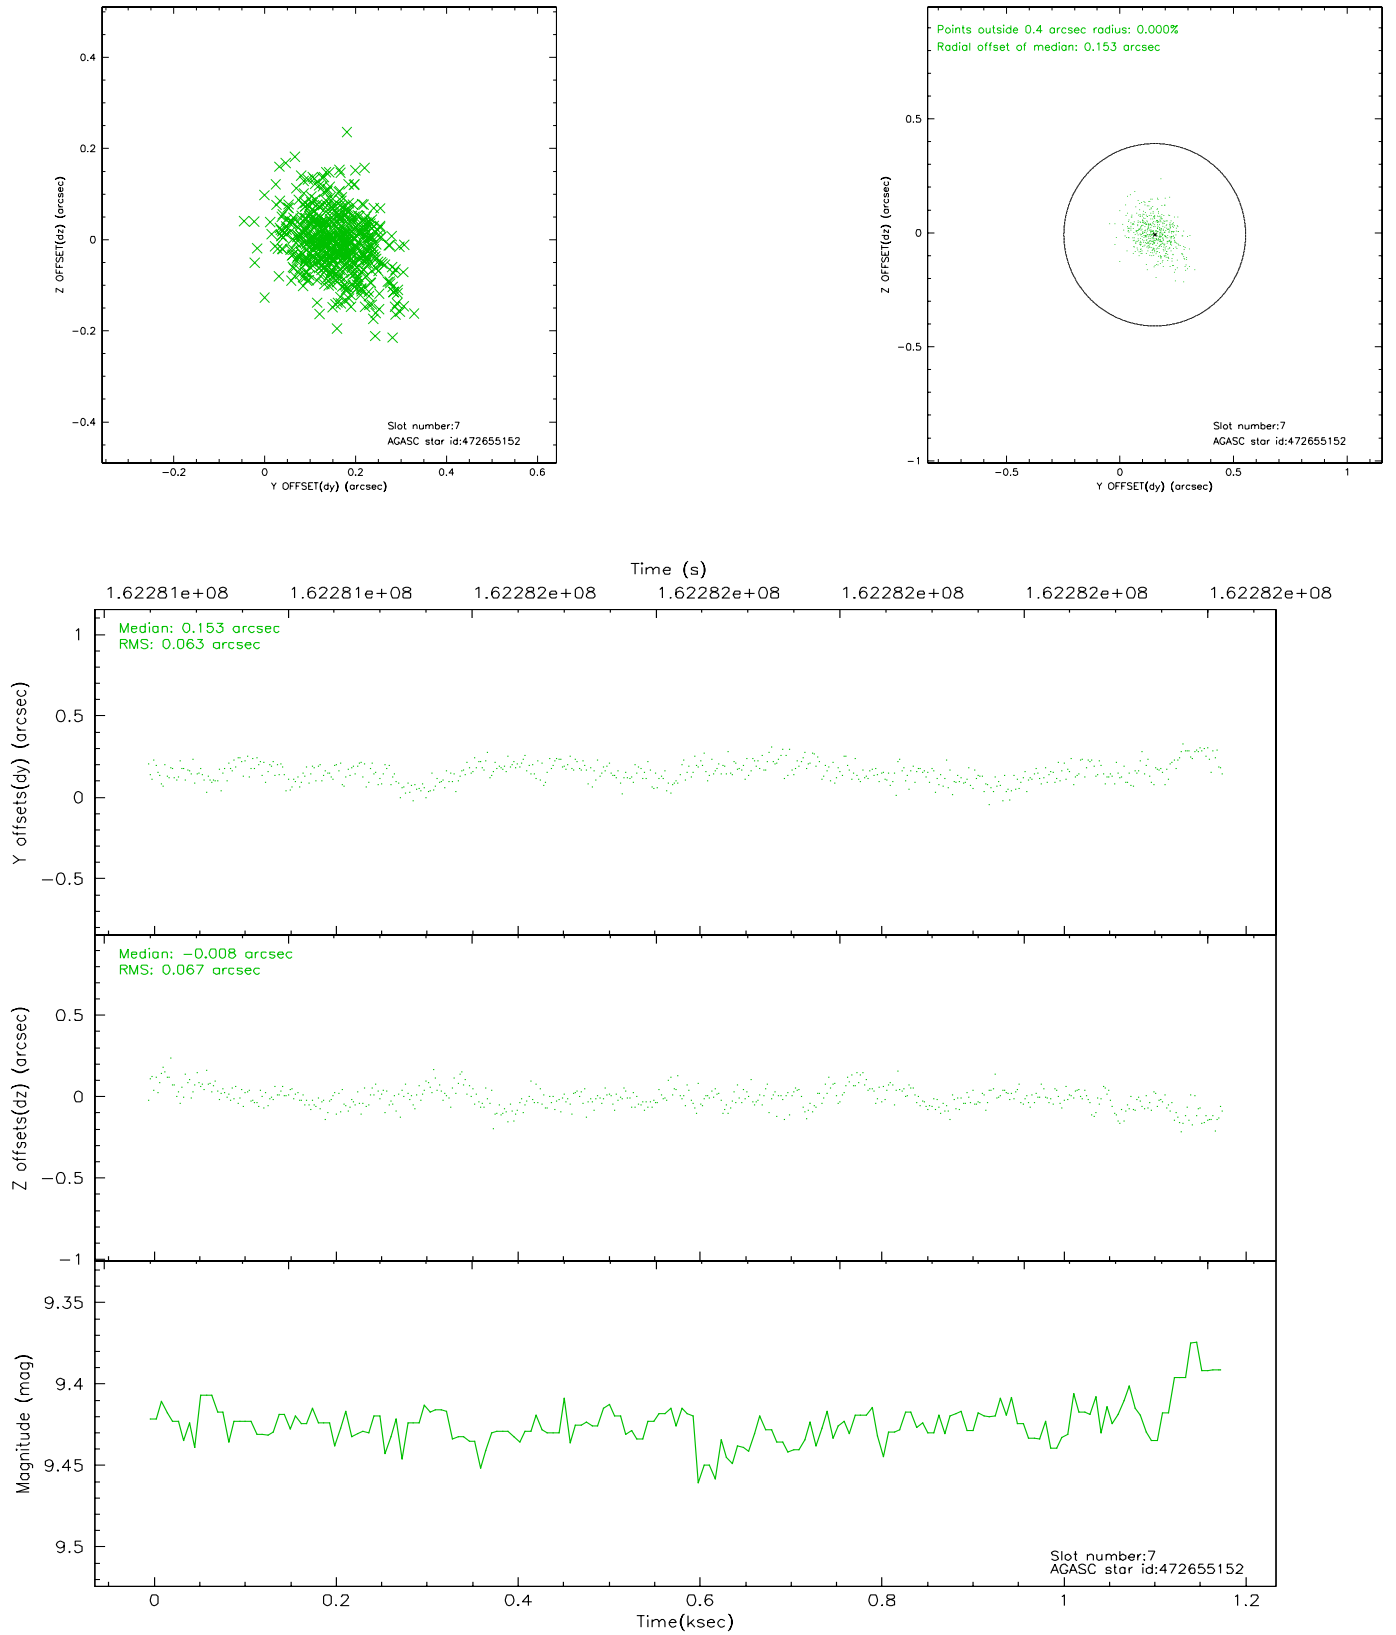 0.4
0.2
0
−0.2
−0.4
Z OFFSET(dz) (arcsec)
Slot number:7
AGASC star id:472655152
−0.2 0 0.2 0.4 0.6
Y OFFSET(dy) (arcsec)
Points outside 0.4 arcsec radius: 0.000%
Radial offset of median: 0.153 arcsec
0.5
0
−0.5
−1
Z OFFSET(dz) (arcsec)
Slot number:7
AGASC star id:472655152
−0.5 0 0.5 1
Y OFFSET(dy) (arcsec)
Time (s)
1.62281e+08 1.62281e+08 1.62282e+08 1.62282e+08 1.62282e+08 1.62282e+08 1.62282e+08
Median: 0.153 arcsec
RMS: 0.063 arcsec
1
0.5
0
−0.5
Y offsets(dy) (arcsec)
Median: −0.008 arcsec
RMS: 0.067 arcsec
0.5
0
−0.5
−1
Z offsets(dz) (arcsec)
9.35
9.4
9.45
9.5
Magnitude (mag)
Slot number:7
AGASC star id:472655152
0 0.2 0.4 0.6 0.8 1 1.2
Time(ksec)